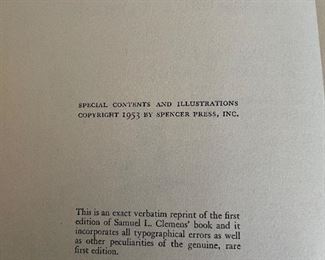 SPECIAL CONTENTS AND ILLUSTRATIONS
COPYRIGHT 1953 BY SPENCER PRESS, INC.
This is an exact verbatim reprint of the first
edition of Samuel L. Clemens' book and it
incorporates all typographical errors as well
as other peculiarities of the genuine, rare
first edition.